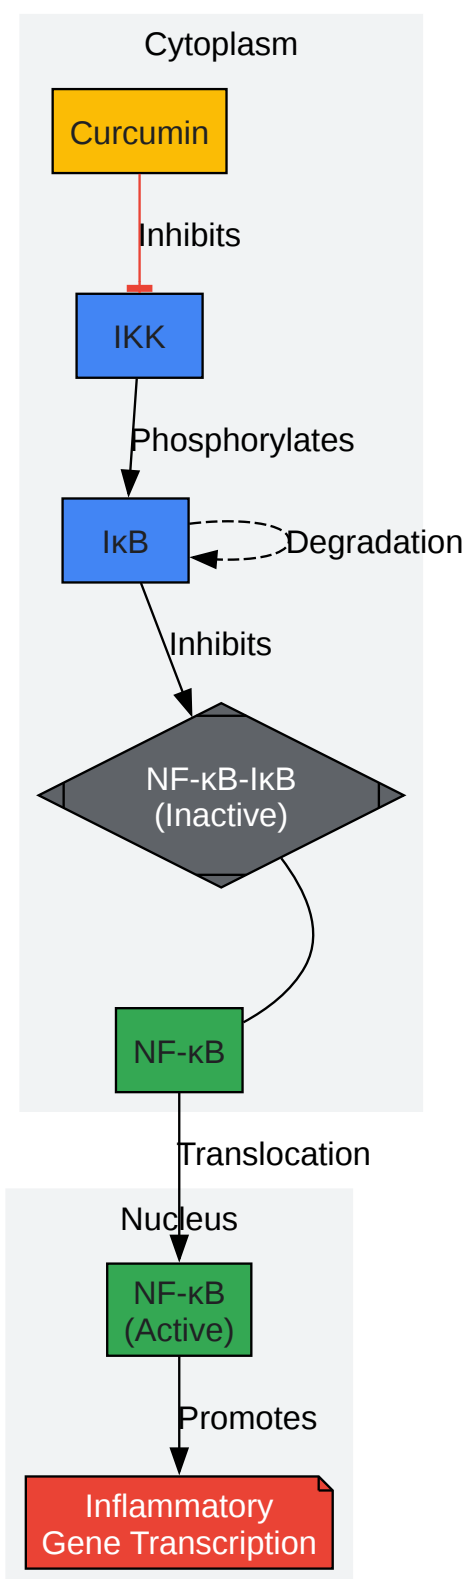 Cytoplasm
Curcumin
Inhibits
IKK
Phosphorylates
IκB
Degradation
Inhibits
NF-κB-IκB
(Inactive)
NF-κB
Translocation
Nucleus
NF-κB
(Active)
Promotes
Inflammatory
Gene Transcription